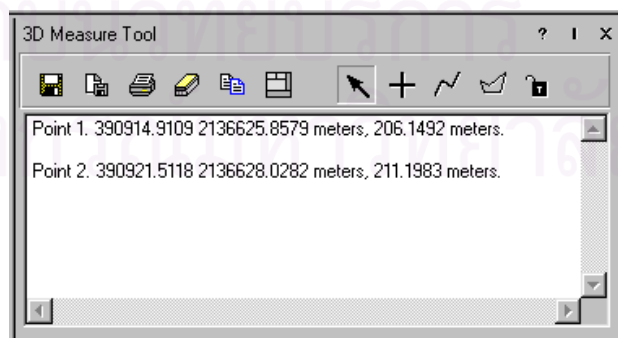 3D Measure Tool ? I X
Point 1. 390914.9109 2136625.8579 meters, 206.1492 meters.
Point 2. 390921.5118 2136628.0282 meters, 211.1983 meters.